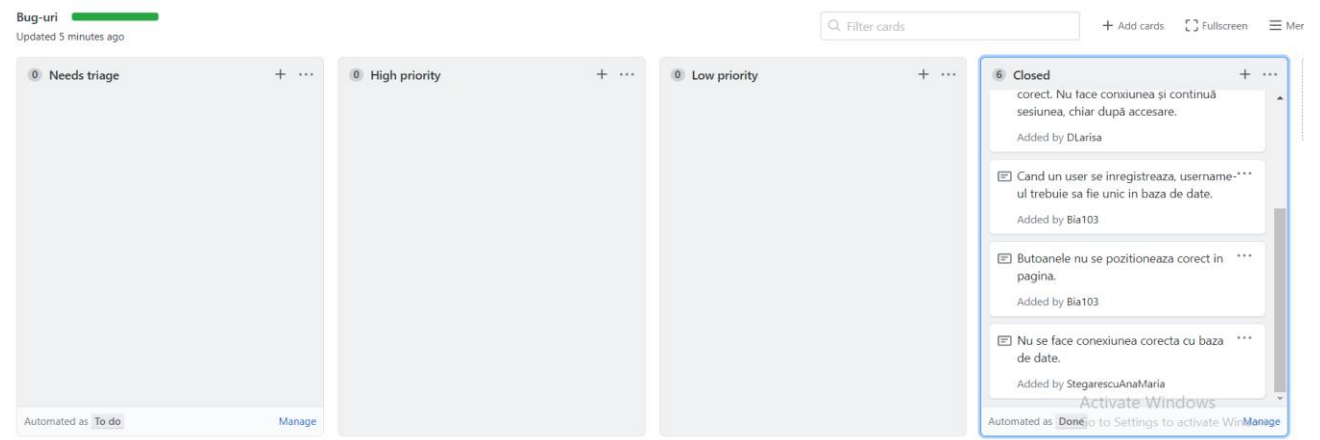 Bug-uri
Updated 5 minutes ago
Filter cards
+ Add cards
Fullscreen
Mer
0 Needs triage
0 High priority
0 Low priority
6 Closed
corect. Nu face conxiunea și continuă
sesiunea, chiar după accesare.
Added by DLarisa
Cand un user se inregistreaza, username-
ul trebuie sa fie unic in baza de date.
Added by Bia103
Butoanele nu se pozitioneaza corect in
pagina.
Added by Bia103
Nu se face conexiunea corecta cu baza
de date.
Added by StegarescuAnaMaria
Activate Windows
Go to Settings to activate Windows.
Automated as To do
Manage
Automated as Done
Manage